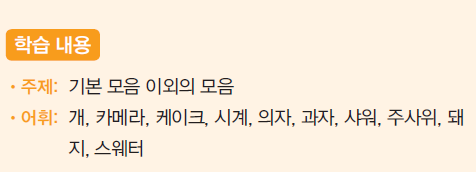 학습 내용
• 주제: 기본 모음 이외의 모음
• 어휘: 개, 카메라, 케이크, 시계, 의자, 과자, 샤워, 주사위, 돼
지, 스웨터